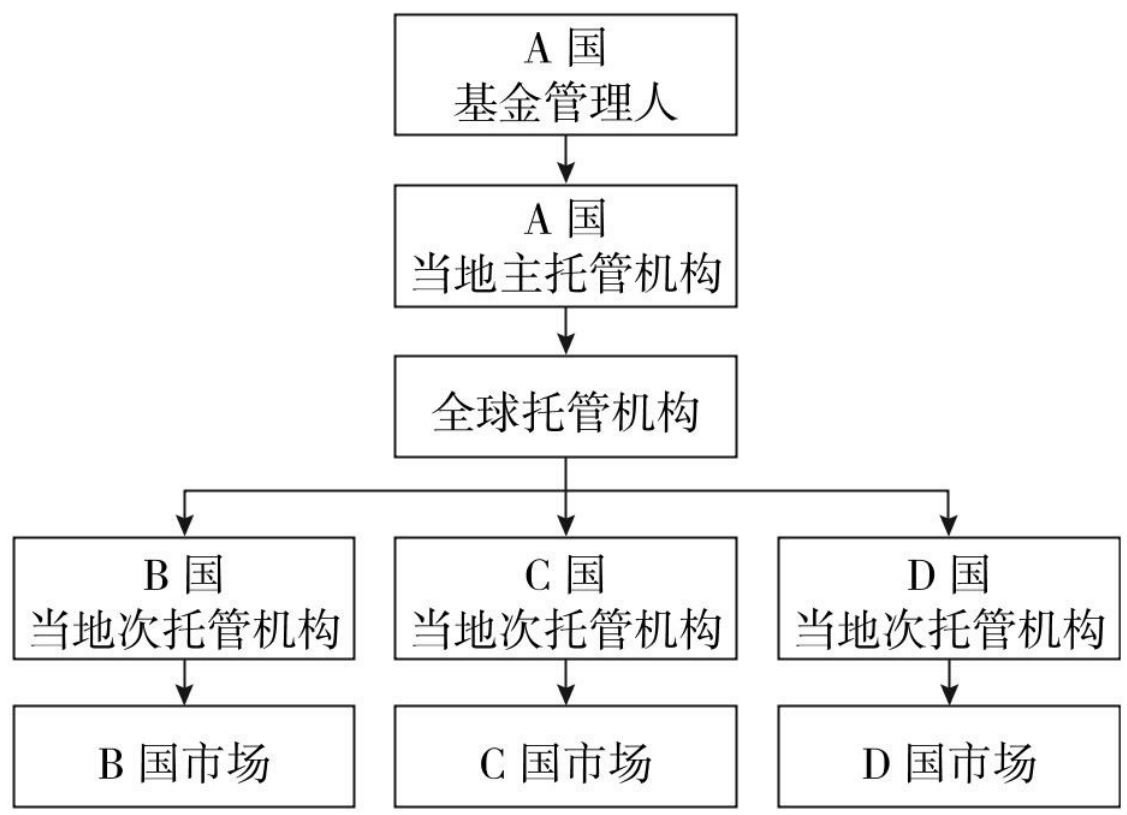 A 国
基金管理人
A 国
当地主托管机构
全球托管机构
B 国
当地次托管机构
C 国
当地次托管机构
D 国
当地次托管机构
B 国市场
C 国市场
D 国市场